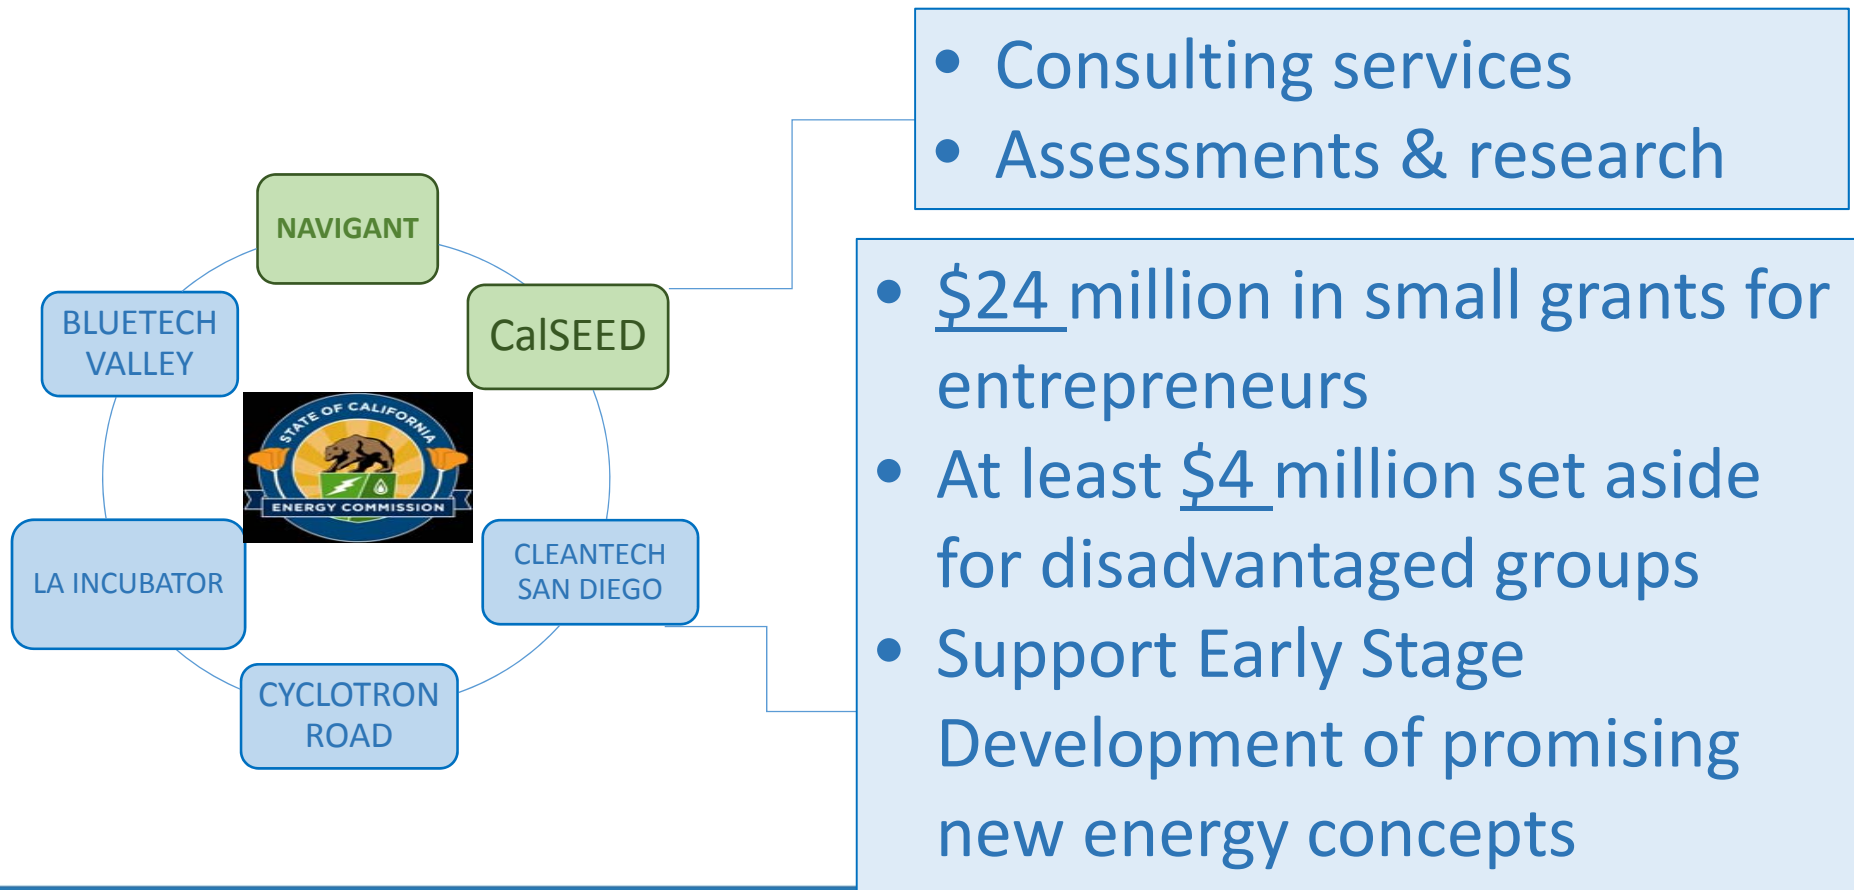 NAVIGANT
CalSEED
BLUETECH
VALLEY
STATE OF CALIFORNIA
ENERGY COMMISSION
LA INCUBATOR
CLEANTECH
SAN DIEGO
CYCLOTRON
ROAD
• Consulting services
• Assessments & research
• $24 million in small grants for
entrepreneurs
• At least $4 million set aside
for disadvantaged groups
• Support Early Stage
Development of promising
new energy concepts